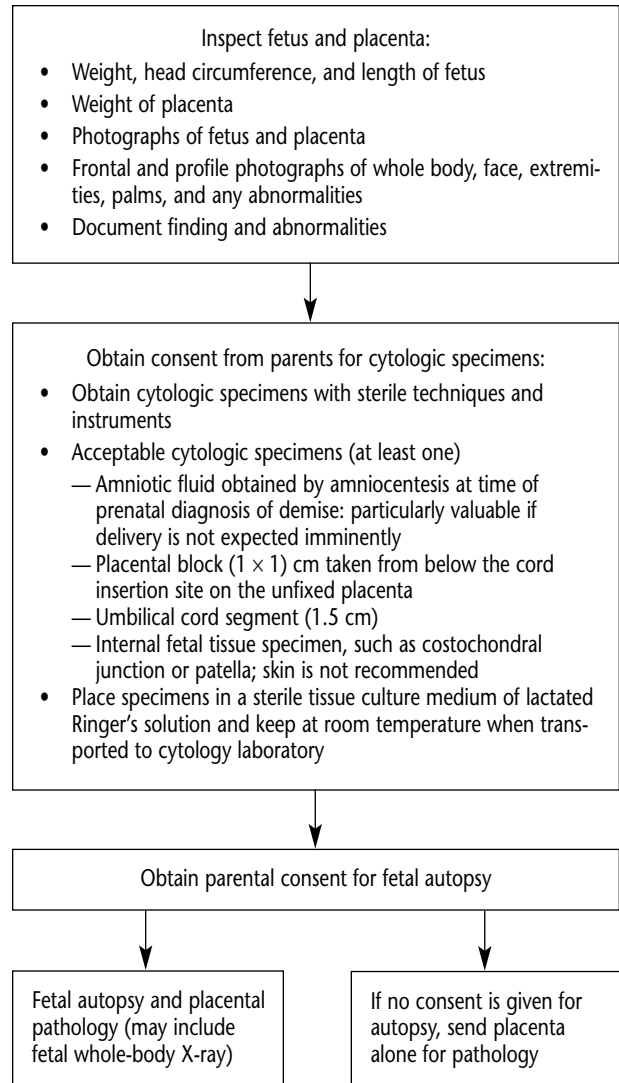 Inspect fetus and placenta:
• Weight, head circumference, and length of fetus
• Weight of placenta
• Photographs of fetus and placenta
• Frontal and profile photographs of whole body, face, extremi-
ties, palms, and any abnormalities
• Document finding and abnormalities
Obtain consent from parents for cytologic specimens:
• Obtain cytologic specimens with sterile techniques and
instruments
• Acceptable cytologic specimens (at least one)
— Amniotic fluid obtained by amniocentesis at time of
prenatal diagnosis of demise: particularly valuable if
delivery is not expected imminently
— Placental block (1 × 1) cm taken from below the cord
insertion site on the unfixed placenta
— Umbilical cord segment (1.5 cm)
— Internal fetal tissue specimen, such as costochondral
junction or patella; skin is not recommended
• Place specimens in a sterile tissue culture medium of lactated
Ringer's solution and keep at room temperature when trans-
ported to cytology laboratory
Obtain parental consent for fetal autopsy
Fetal autopsy and placental
pathology (may include
fetal whole-body X-ray)
If no consent is given for
autopsy, send placenta
alone for pathology